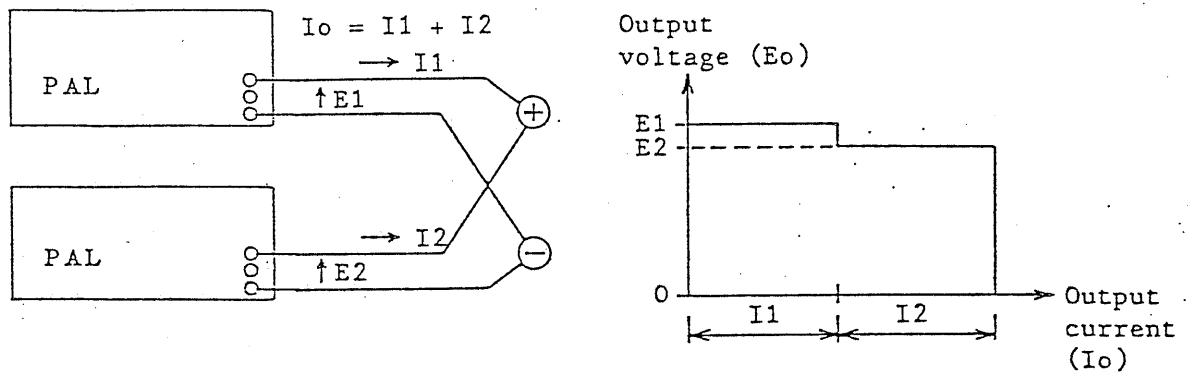 Io = I1 + I2
→ I1
PAL
↑E1
+
→ I2
PAL
↑E2
−
Output
voltage (Eo)
E1
E2
0
I1
I2
Output
current
(Io)